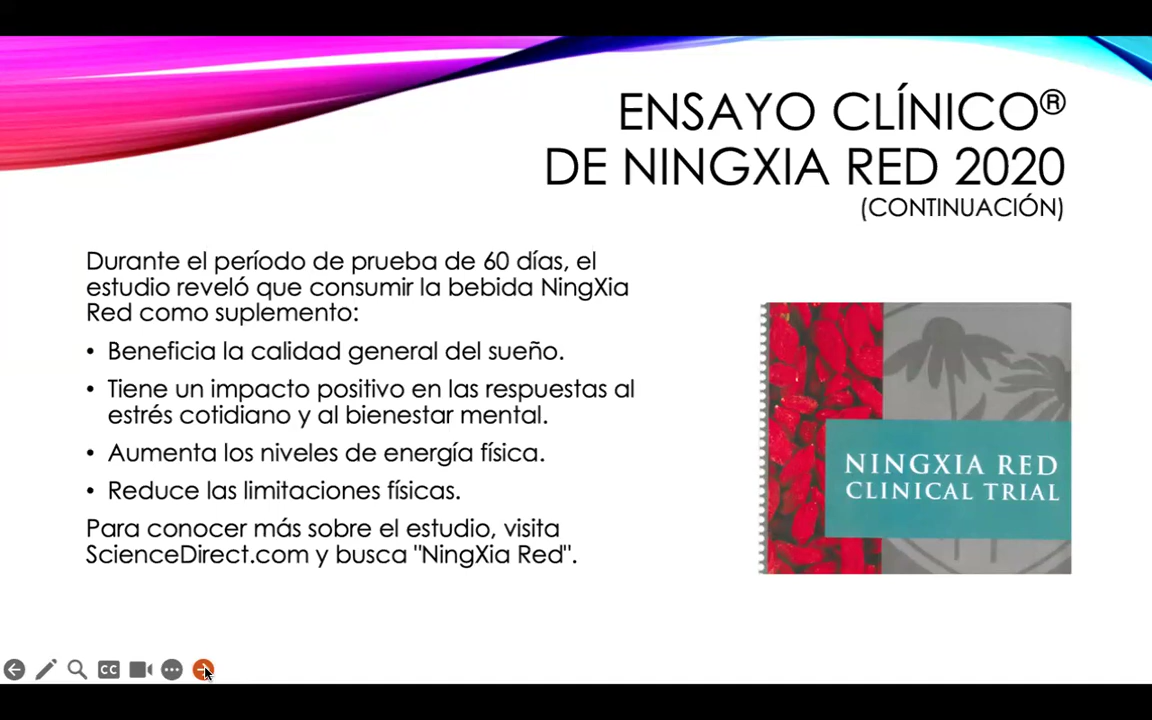 ENSAYO CLÍNICO®
DE NINGXIA RED 2020
(CONTINUACIÓN)
Durante el período de prueba de 60 días, el
estudio reveló que consumir la bebida NingXia
Red como suplemento:
• Beneficia la calidad general del sueño.
• Tiene un impacto positivo en las respuestas al
estrés cotidiano y al bienestar mental.
• Aumenta los niveles de energía física.
• Reduce las limitaciones físicas.
Para conocer más sobre el estudio, visita
ScienceDirect.com y busca "NingXia Red".
NINGXIA RED
CLINICAL TRIAL
CC